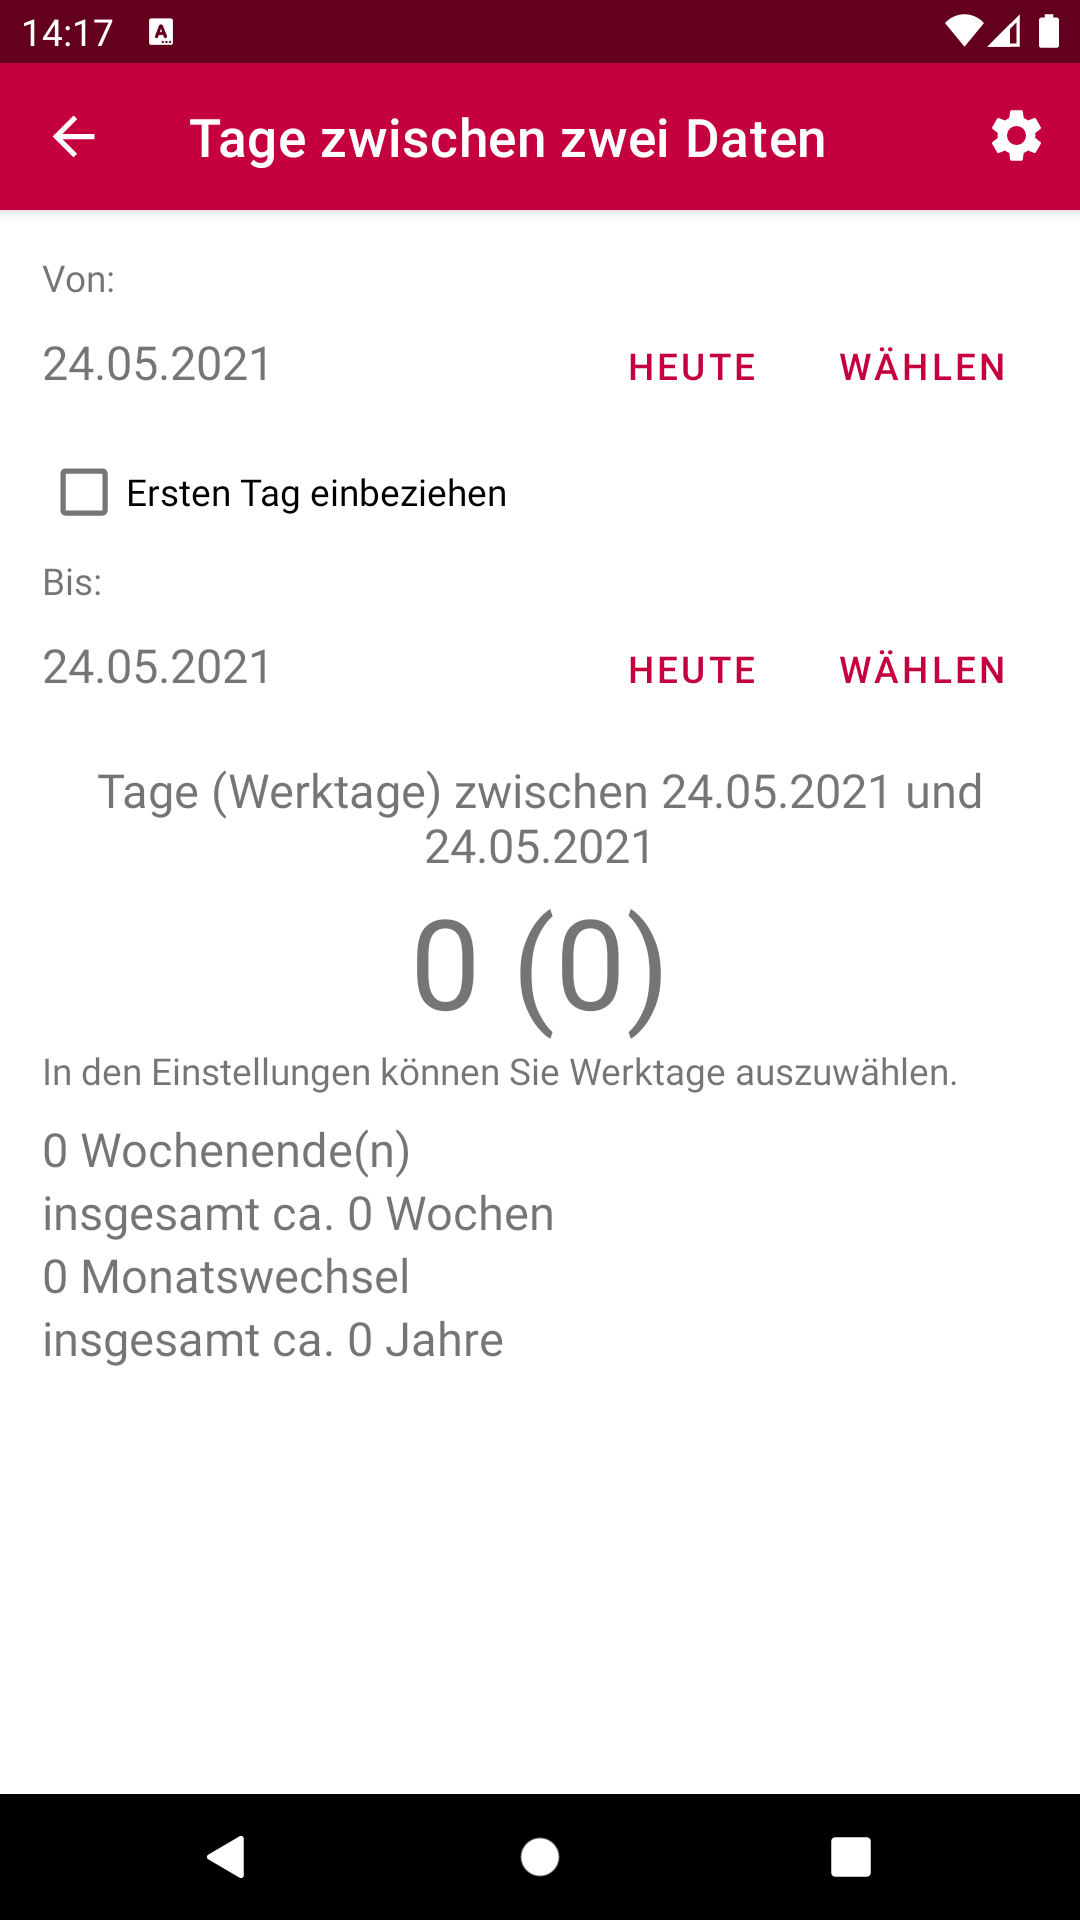 14:17
Tage zwischen zwei Daten
Von:
24.05.2021 HEUTE WÄHLEN
Ersten Tag einbeziehen
Bis:
24.05.2021 HEUTE WÄHLEN
Tage (Werktage) zwischen 24.05.2021 und
24.05.2021
0 (0)
In den Einstellungen können Sie Werktage auszuwählen.
0 Wochenende(n)
insgesamt ca. 0 Wochen
0 Monatswechsel
insgesamt ca. 0 Jahre